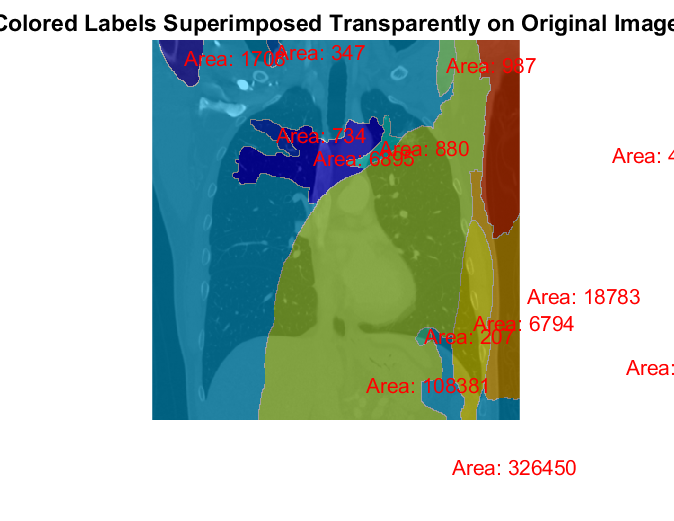 Colored Labels Superimposed Transparently on Original Image
Area: 347
Area: 1706
Area: 987
Area: 734
Area: 880
Area: 6895
Area: 4
Area: 18783
Area: 6794
Area: 207
Area:
Area: 108381
Area: 326450